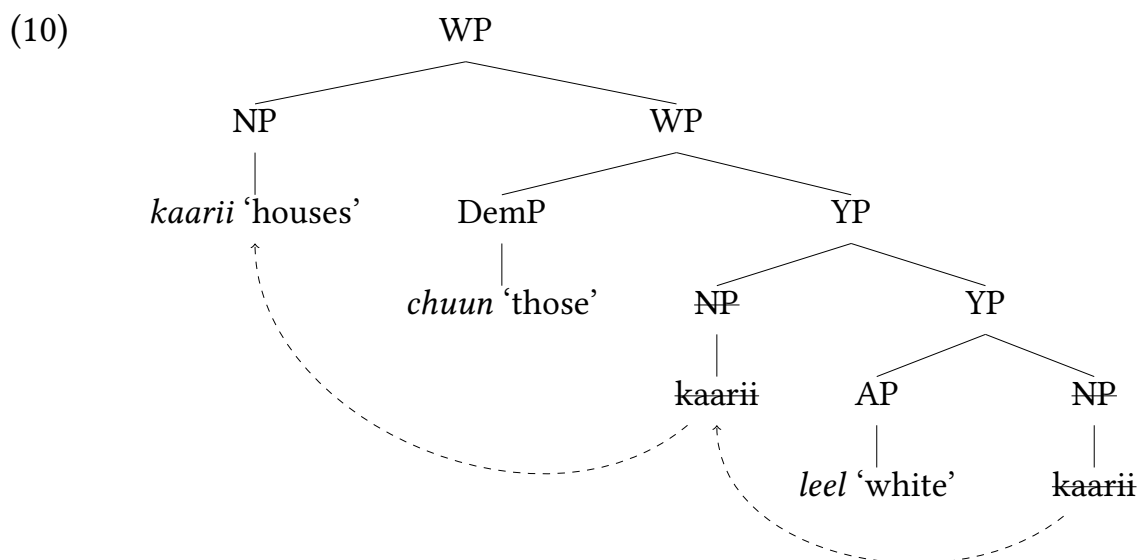 (10) WP
NP WP
kaarii ‘houses’ DemP YP
chuun ‘those’ NP YP
kaarii AP NP
leel ‘white’ kaarii